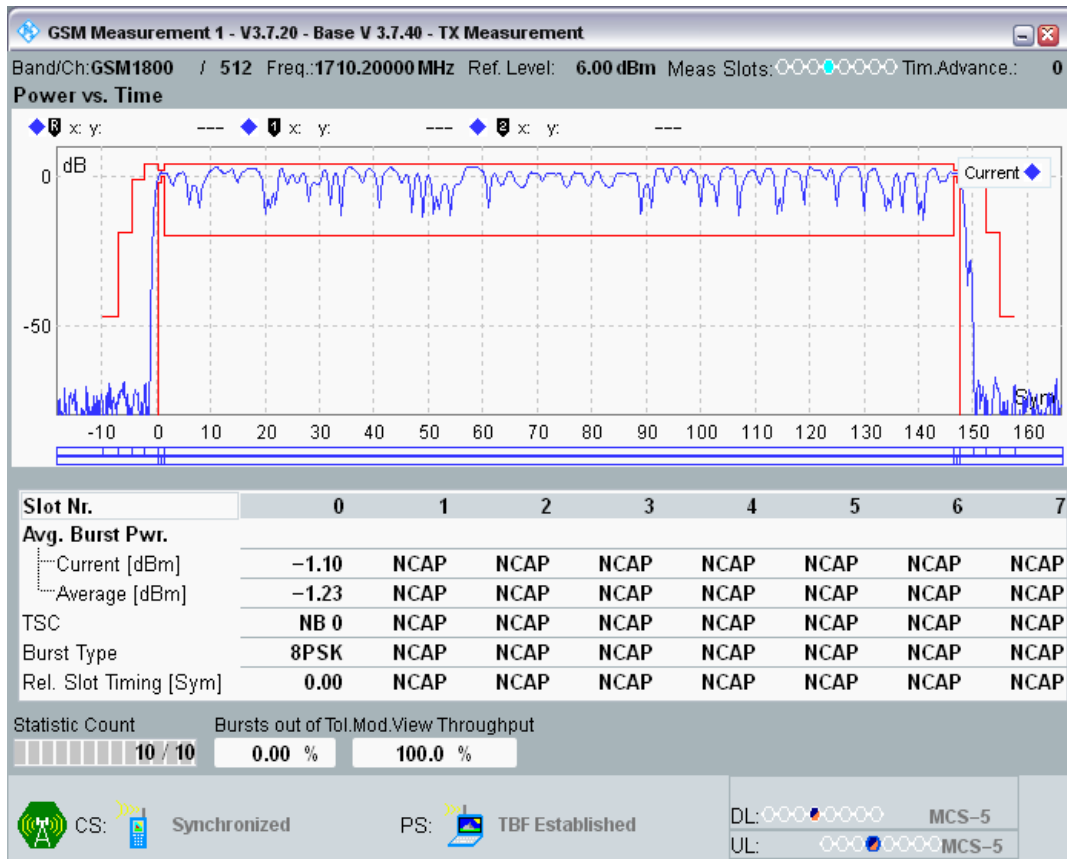 GSM Measurement 1 - V3.7.20 - Base V 3.7.40 - TX Measurement
Band/Ch:GSM1800 / 512 Freq.:1710.20000 MHz Ref. Level: 6.00 dBm Meas Slots: Tim.Advance.: 0
Power vs. Time
R x: y: --- 1 x: y: --- 2 x: y: ---
dB
Current
0
-50
Sym
-10 0 10 20 30 40 50 60 70 80 90 100 110 120 130 140 150 160
Slot Nr. 0 1 2 3 4 5 6 7
Avg. Burst Pwr.
Current [dBm] −1.10 NCAP NCAP NCAP NCAP NCAP NCAP NCAP
Average [dBm] −1.23 NCAP NCAP NCAP NCAP NCAP NCAP NCAP
TSC NB 0 NCAP NCAP NCAP NCAP NCAP NCAP NCAP
Burst Type 8PSK NCAP NCAP NCAP NCAP NCAP NCAP NCAP
Rel. Slot Timing [Sym] 0.00 NCAP NCAP NCAP NCAP NCAP NCAP NCAP
Statistic Count Bursts out of Tol.Mod.View Throughput
10 / 10 0.00 % 100.0 %
CS: Synchronized PS: TBF Established
DL: MCS−5
UL: MCS−5